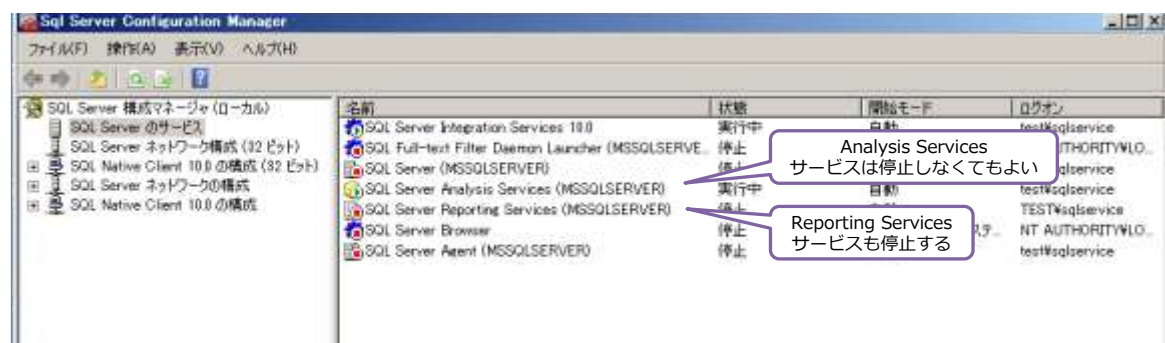 Sql Server Configuration Manager
ファイル(F) 操作(A) 表示(V) ヘルプ(H)
SQL Server 構成マネージャ (ローカル)
SQL Server のサービス
SQL Server ネットワーク構成 (32 ビット)
SQL Native Client 10.0 の構成 (32 ビット)
SQL Server ネットワークの構成
SQL Native Client 10.0 の構成
名前 状態 開始モード ログオン
SQL Server Integration Services 10.0 実行中 自動 test¥sqlservice
SQL Full-text Filter Daemon Launcher (MSSQLSERVE... 停止
SQL Server (MSSQLSERVER) 停止 sqlservice
SQL Server Analysis Services (MSSQLSERVER) 実行中 自動 test¥sqlservice
SQL Server Reporting Services (MSSQLSERVER) 停止 TEST¥sqlservice
SQL Server Browser 停止 NT AUTHORITY¥LO...
SQL Server Agent (MSSQLSERVER) 停止 test¥sqlservice
Analysis Services
サービスは停止しなくてもよい
Reporting Services
サービスも停止する